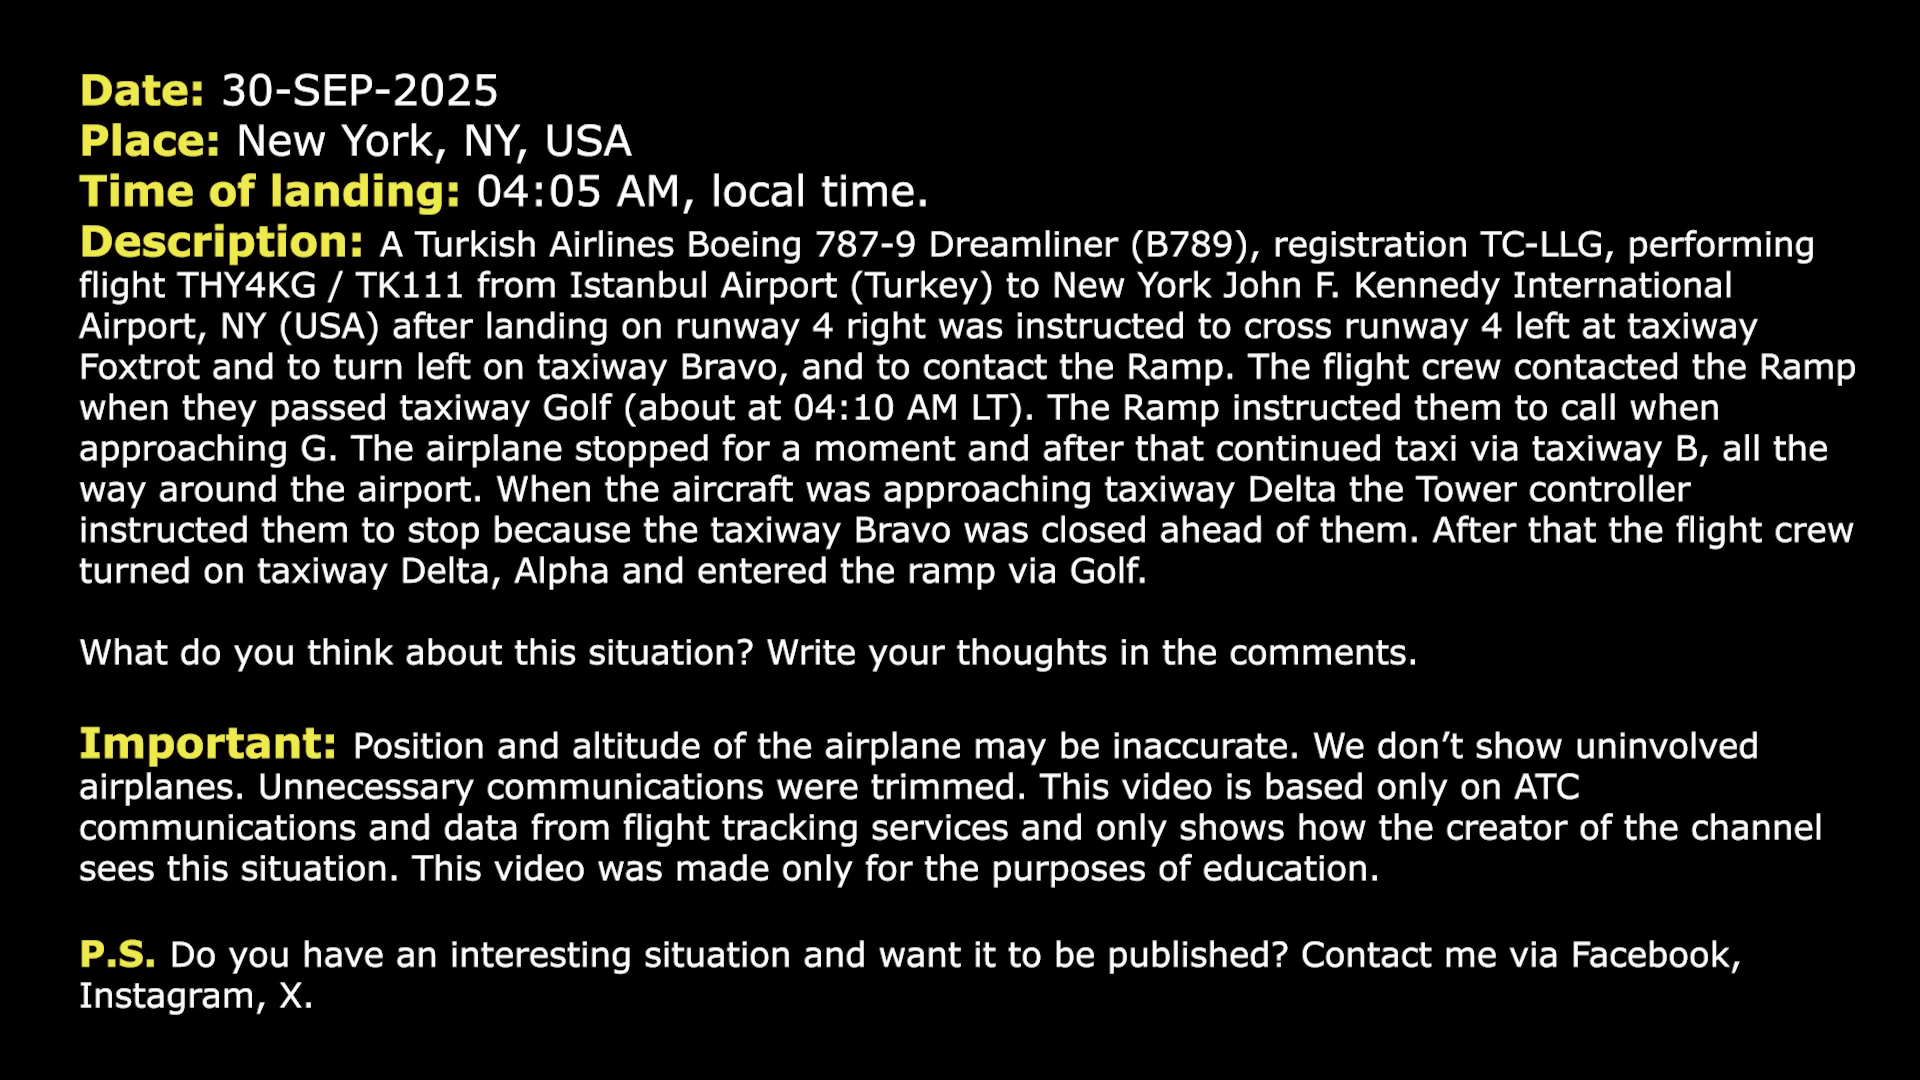 Date: 30-SEP-2025
Place: New York, NY, USA
Time of landing: 04:05 AM, local time.
Description: A Turkish Airlines Boeing 787-9 Dreamliner (B789), registration TC-LLG, performing
flight THY4KG / TK111 from Istanbul Airport (Turkey) to New York John F. Kennedy International
Airport, NY (USA) after landing on runway 4 right was instructed to cross runway 4 left at taxiway
Foxtrot and to turn left on taxiway Bravo, and to contact the Ramp. The flight crew contacted the Ramp
when they passed taxiway Golf (about at 04:10 AM LT). The Ramp instructed them to call when
approaching G. The airplane stopped for a moment and after that continued taxi via taxiway B, all the
way around the airport. When the aircraft was approaching taxiway Delta the Tower controller
instructed them to stop because the taxiway Bravo was closed ahead of them. After that the flight crew
turned on taxiway Delta, Alpha and entered the ramp via Golf.
What do you think about this situation? Write your thoughts in the comments.
Important: Position and altitude of the airplane may be inaccurate. We don’t show uninvolved
airplanes. Unnecessary communications were trimmed. This video is based only on ATC
communications and data from flight tracking services and only shows how the creator of the channel
sees this situation. This video was made only for the purposes of education.
P.S. Do you have an interesting situation and want it to be published? Contact me via Facebook,
Instagram, X.